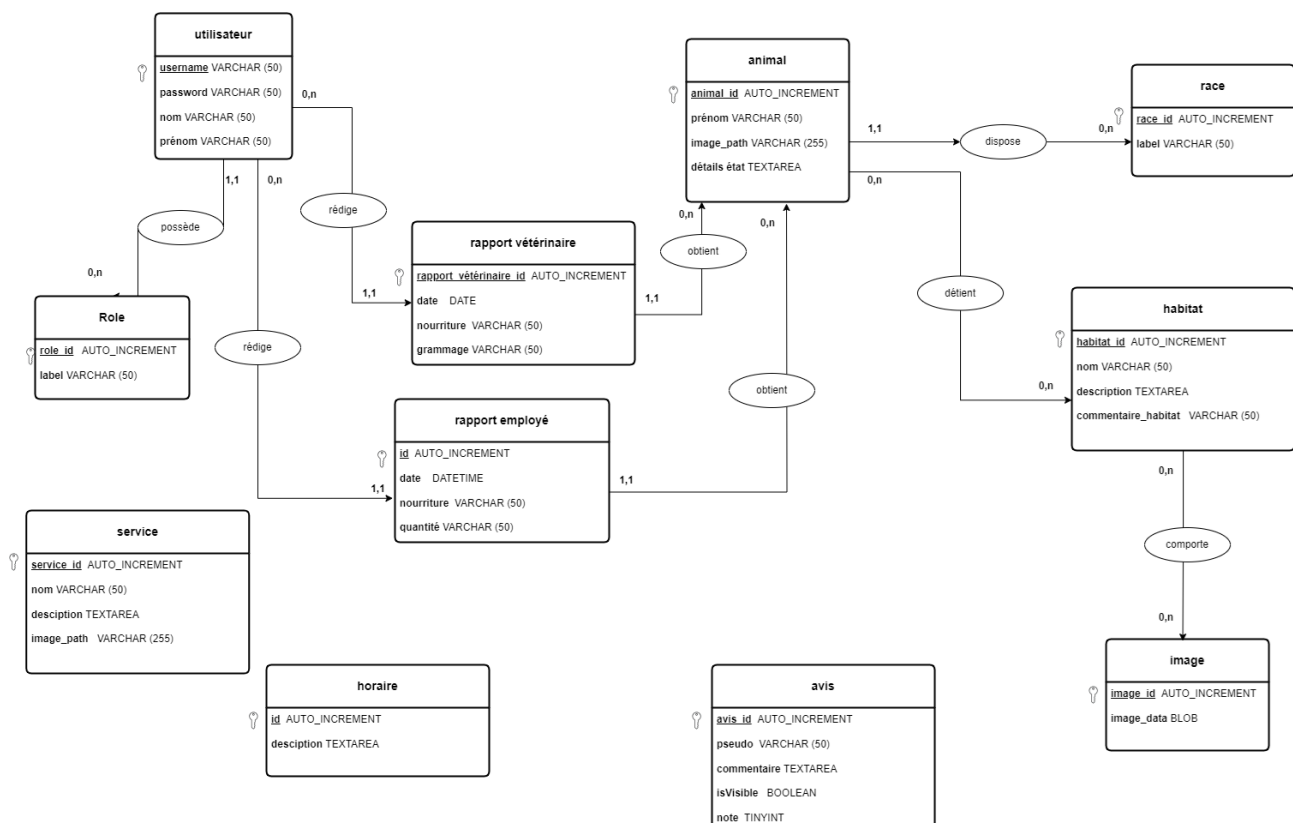 utilisateur
username VARCHAR (50)
password VARCHAR (50)
nom VARCHAR (50)
prénom VARCHAR (50)
0,n
1,1
0,n
possède
0,n
Role
role_id AUTO_INCREMENT
label VARCHAR (50)
rédige
1,1
rédige
1,1
rapport vétérinaire
rapport_vétérinaire_id AUTO_INCREMENT
date DATE
nourriture VARCHAR (50)
grammage VARCHAR (50)
1,1
obtient
0,n
rapport employé
id AUTO_INCREMENT
date DATETIME
nourriture VARCHAR (50)
quantité VARCHAR (50)
1,1
obtient
0,n
animal
animal_id AUTO_INCREMENT
prénom VARCHAR (50)
image_path VARCHAR (255)
détails état TEXTAREA
1,1
dispose
0,n
race
race_id AUTO_INCREMENT
label VARCHAR (50)
0,n
détient
0,n
habitat
habitat_id AUTO_INCREMENT
nom VARCHAR (50)
description TEXTAREA
commentaire_habitat VARCHAR (50)
0,n
comporte
0,n
image
image_id AUTO_INCREMENT
image_data BLOB
service
service_id AUTO_INCREMENT
nom VARCHAR (50)
desciption TEXTAREA
image_path VARCHAR (255)
horaire
id AUTO_INCREMENT
desciption TEXTAREA
avis
avis_id AUTO_INCREMENT
pseudo VARCHAR (50)
commentaire TEXTAREA
isVisible BOOLEAN
note TINYINT